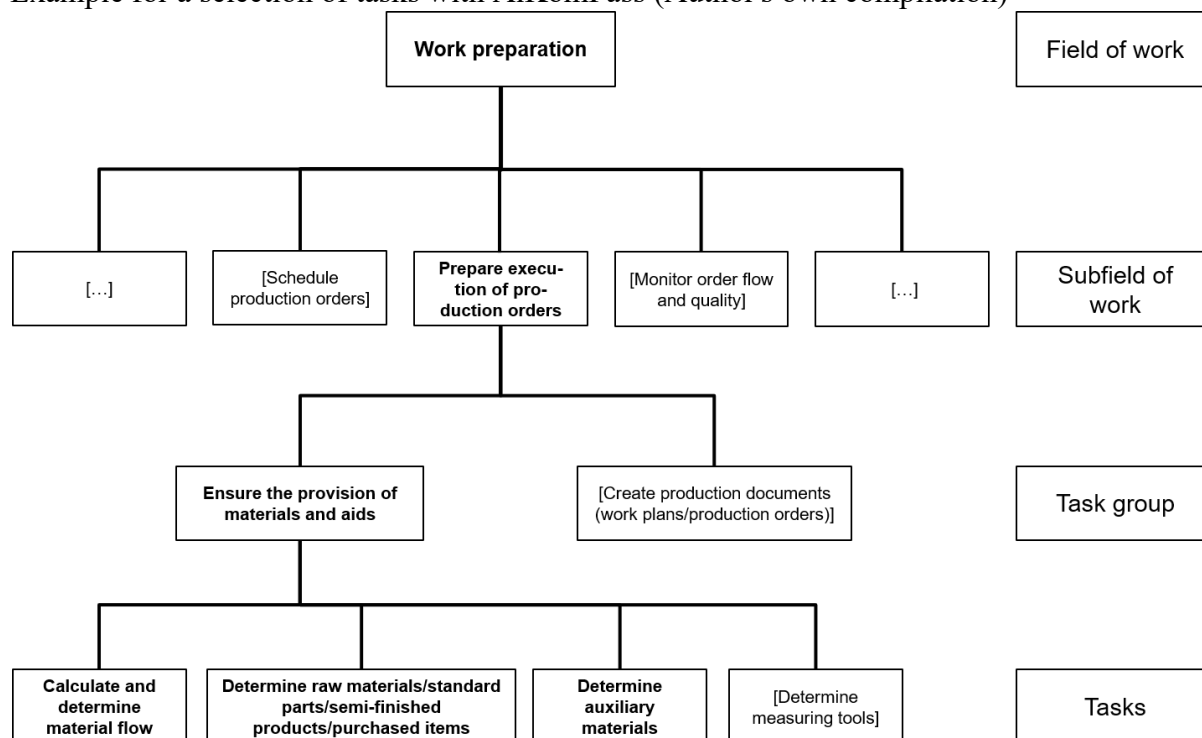 Example for a selection of tasks with AiKomPass (Author's own compilation)
Work preparation
Field of work
[...]
[Schedule
production orders]
Prepare execu-
tion of pro-
duction orders
[Monitor order flow
and quality]
[...]
Subfield of
work
Ensure the provision of
materials and aids
[Create production documents
(work plans/production orders)]
Task group
Calculate and
determine
material flow
Determine raw materials/standard
parts/semi-finished
products/purchased items
Determine
auxiliary
materials
[Determine
measuring tools]
Tasks